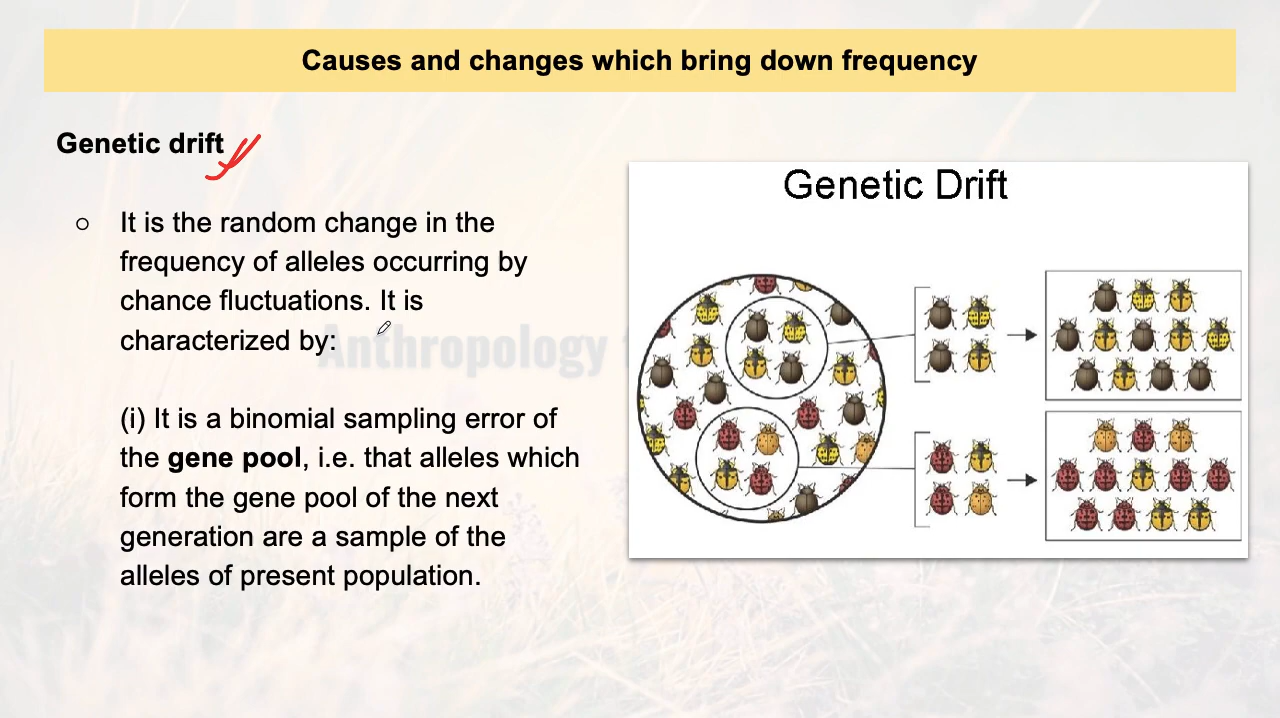 Causes and changes which bring down frequency
Genetic drift
○ It is the random change in the
frequency of alleles occurring by
chance fluctuations. It is
characterized by:
(i) It is a binomial sampling error of
the gene pool, i.e. that alleles which
form the gene pool of the next
generation are a sample of the
alleles of present population.
Genetic Drift
Anthropology